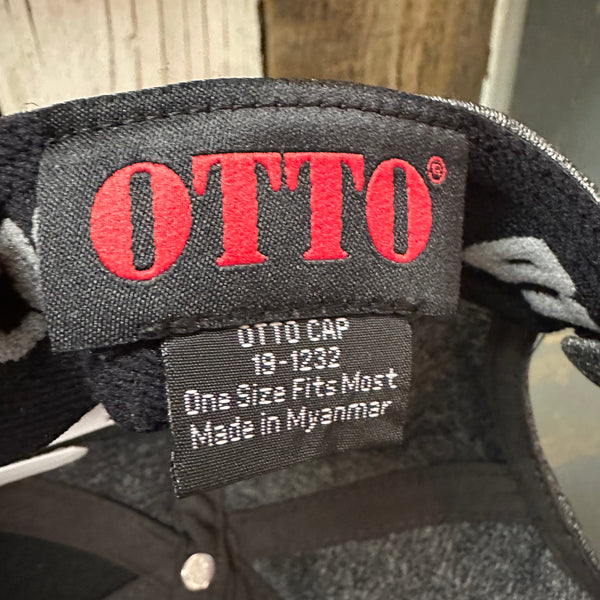 OTTO®
OTTO CAP
19-1232
One Size Fits Most
Made in Myanmar